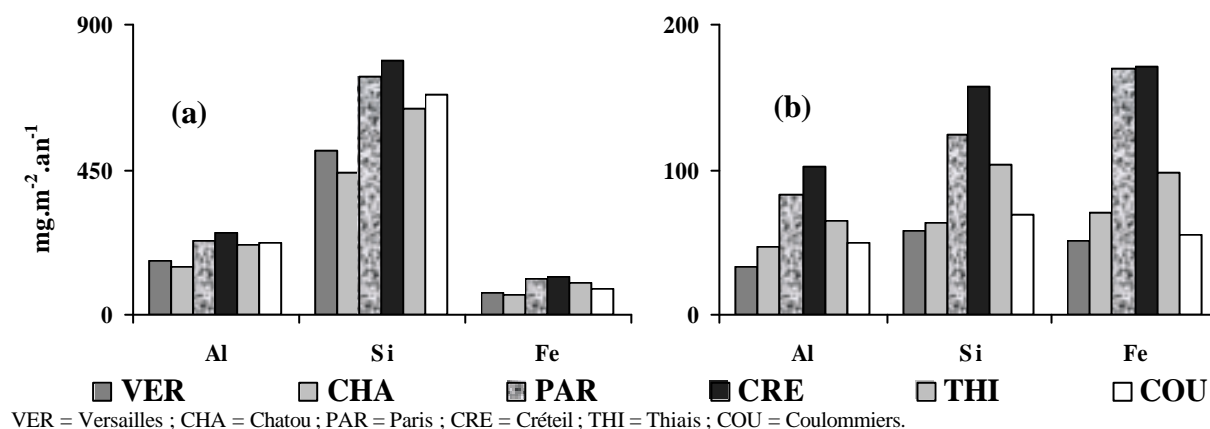 900
450
0
mg.m⁻².an⁻¹
(a)
Al Si Fe
200
100
0
(b)
Al Si Fe
VER CHA PAR CRE THI COU
VER = Versailles ; CHA = Chatou ; PAR = Paris ; CRE = Créteil ; THI = Thiais ; COU = Coulommiers.